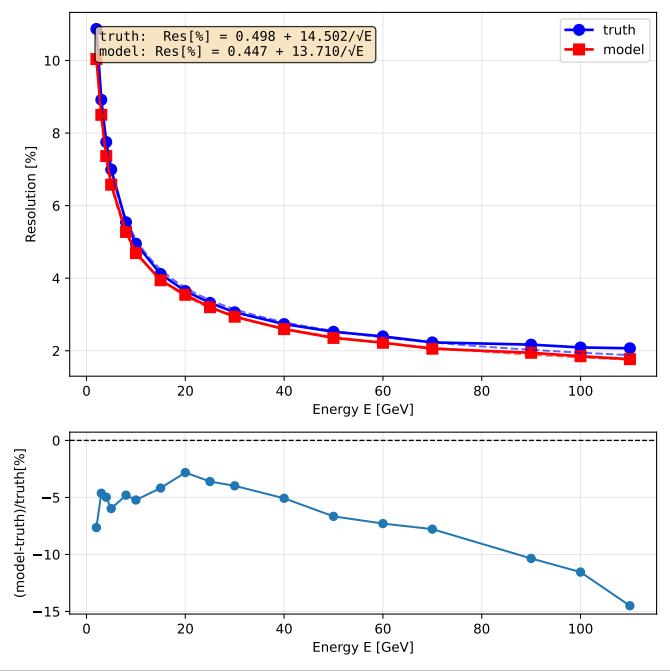 truth:  Res[%] = 0.498 + 14.502/√E
model: Res[%] = 0.447 + 13.710/√E
truth
model
10
8
6
4
2
Resolution [%]
0
20
40
60
80
100
Energy E [GeV]
0
−5
−10
−15
(model-truth)/truth[%]
0
20
40
60
80
100
Energy E [GeV]